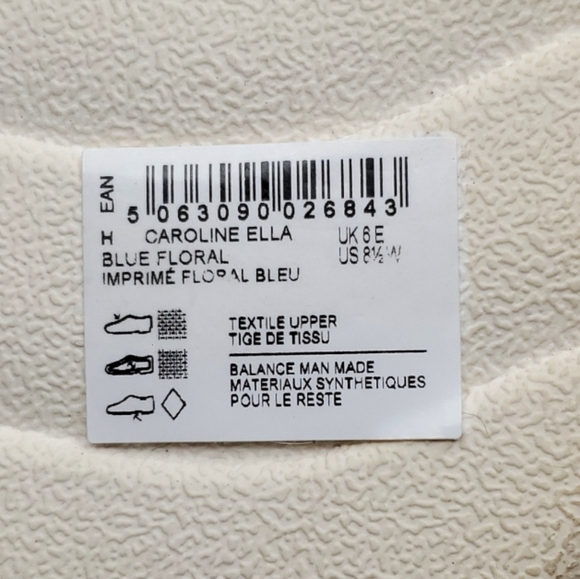 EAN
5 063090 026843
H CAROLINE ELLA UK 6 E
BLUE FLORAL US 8½ W
IMPRIMÉ FLORAL BLEU
TEXTILE UPPER
TIGE DE TISSU
BALANCE MAN MADE
MATERIAUX SYNTHETIQUES
POUR LE RESTE